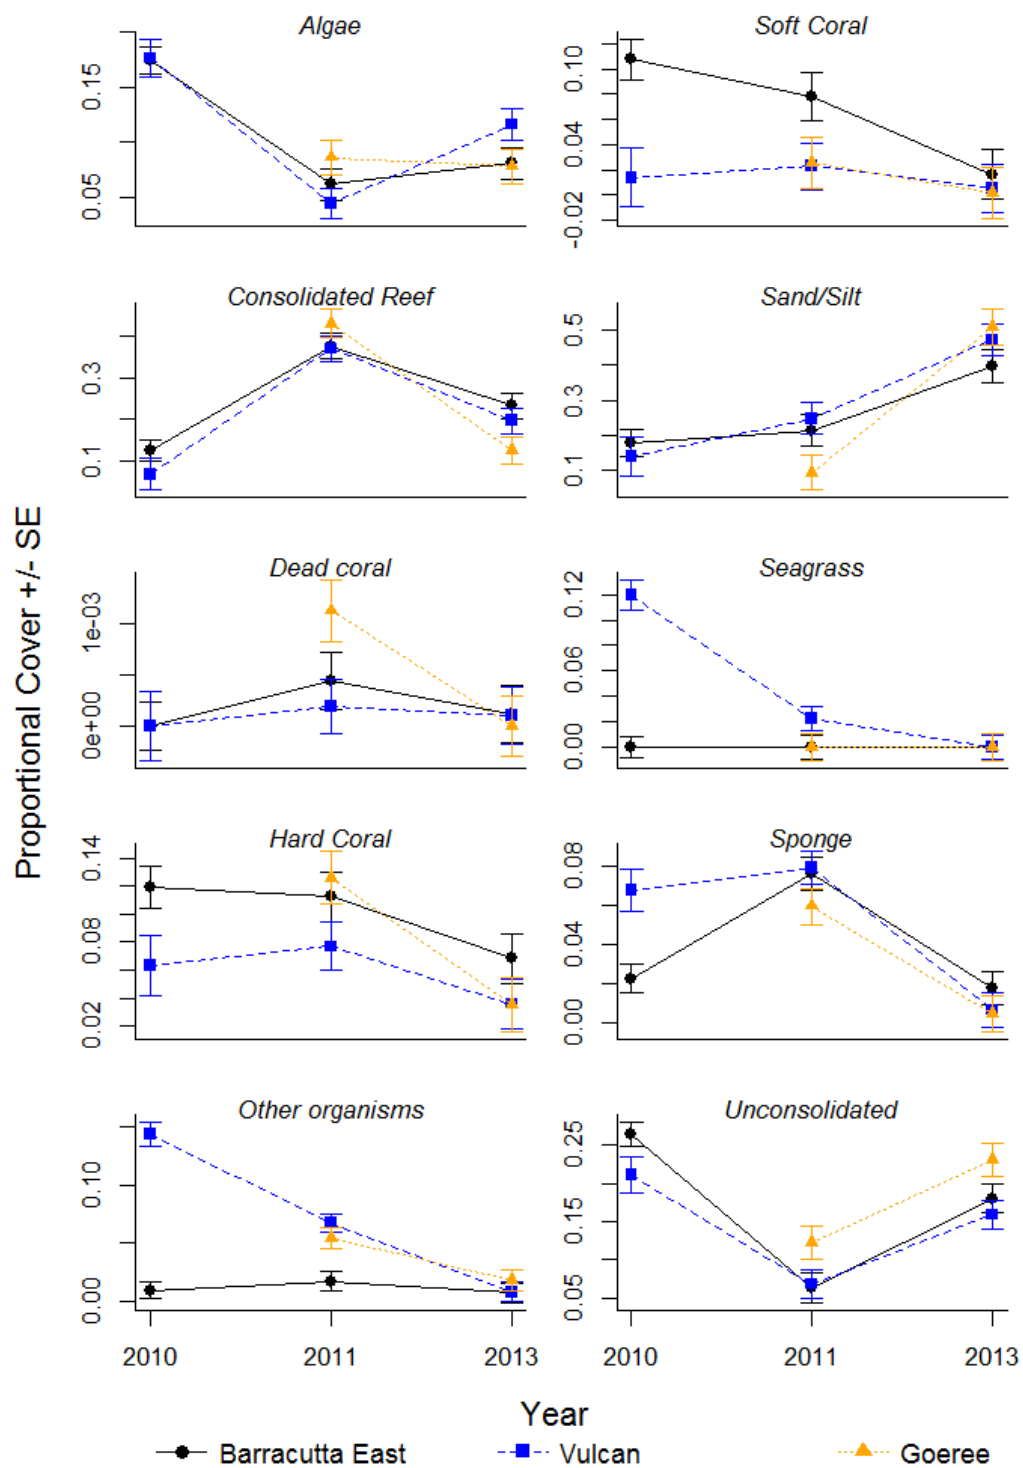 Algae
Soft Coral
0.15
0.05
0.10
0.04
-0.02
Consolidated Reef
Sand/Silt
0.3
0.1
0.5
0.3
0.1
Dead coral
Seagrass
1e-03
0e+00
0.12
0.06
0.00
Hard Coral
Sponge
0.14
0.08
0.02
0.08
0.04
0.00
Other organisms
Unconsolidated
0.10
0.00
0.25
0.15
0.05
Proportional Cover +/- SE
2010 2011 2013 2010 2011 2013
Year
Barracutta East Vulcan Goeree